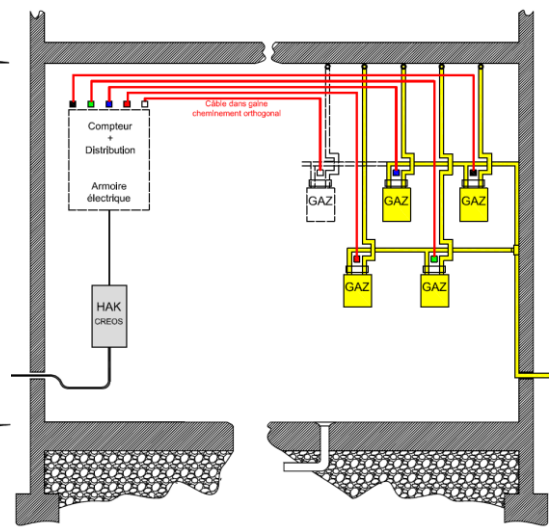 Câble dans gaine
cheminement orthogonal
Compteur
+
Distribution
Armoire
électrique
GAZ
GAZ
GAZ
HAK
CREOS
GAZ
GAZ